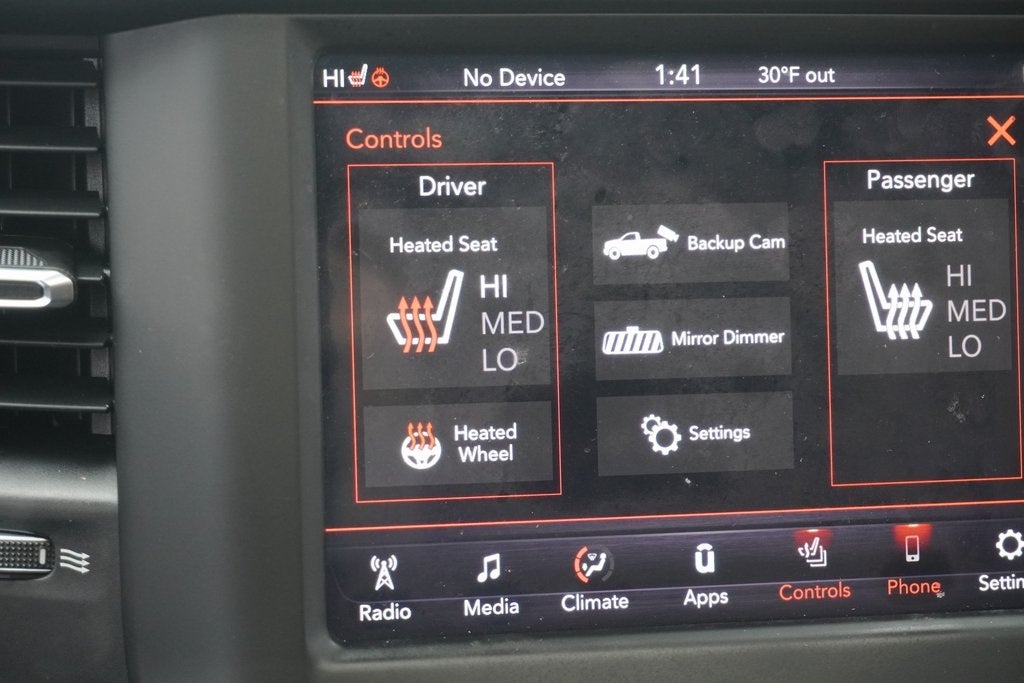 HI No Device 1:41 30°F out
Controls
Driver
Heated Seat
HI
MED
LO
Heated
Wheel
Backup Cam
Mirror Dimmer
Settings
Passenger
Heated Seat
HI
MED
LO
Radio
Media
Climate
Apps
Controls
Phone
Settin